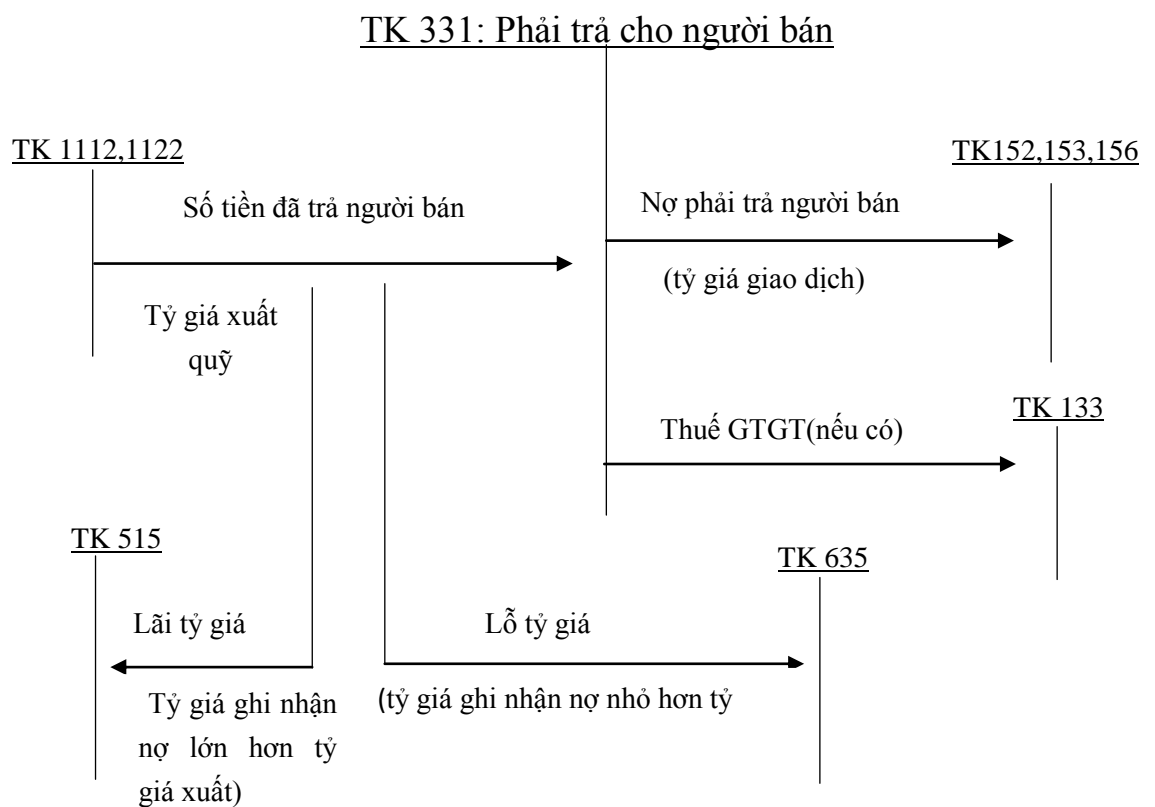 TK 331: Phải trả cho người bán
TK 1112,1122
TK152,153,156
Số tiền đã trả người bán
Nợ phải trả người bán
(tỷ giá giao dịch)
Tỷ giá xuất
quỹ
TK 133
Thuế GTGT(nếu có)
TK 515
TK 635
Lãi tỷ giá
Lỗ tỷ giá
Tỷ giá ghi nhận
nợ lớn hơn tỷ
giá xuất)
(tỷ giá ghi nhận nợ nhỏ hơn tỷ